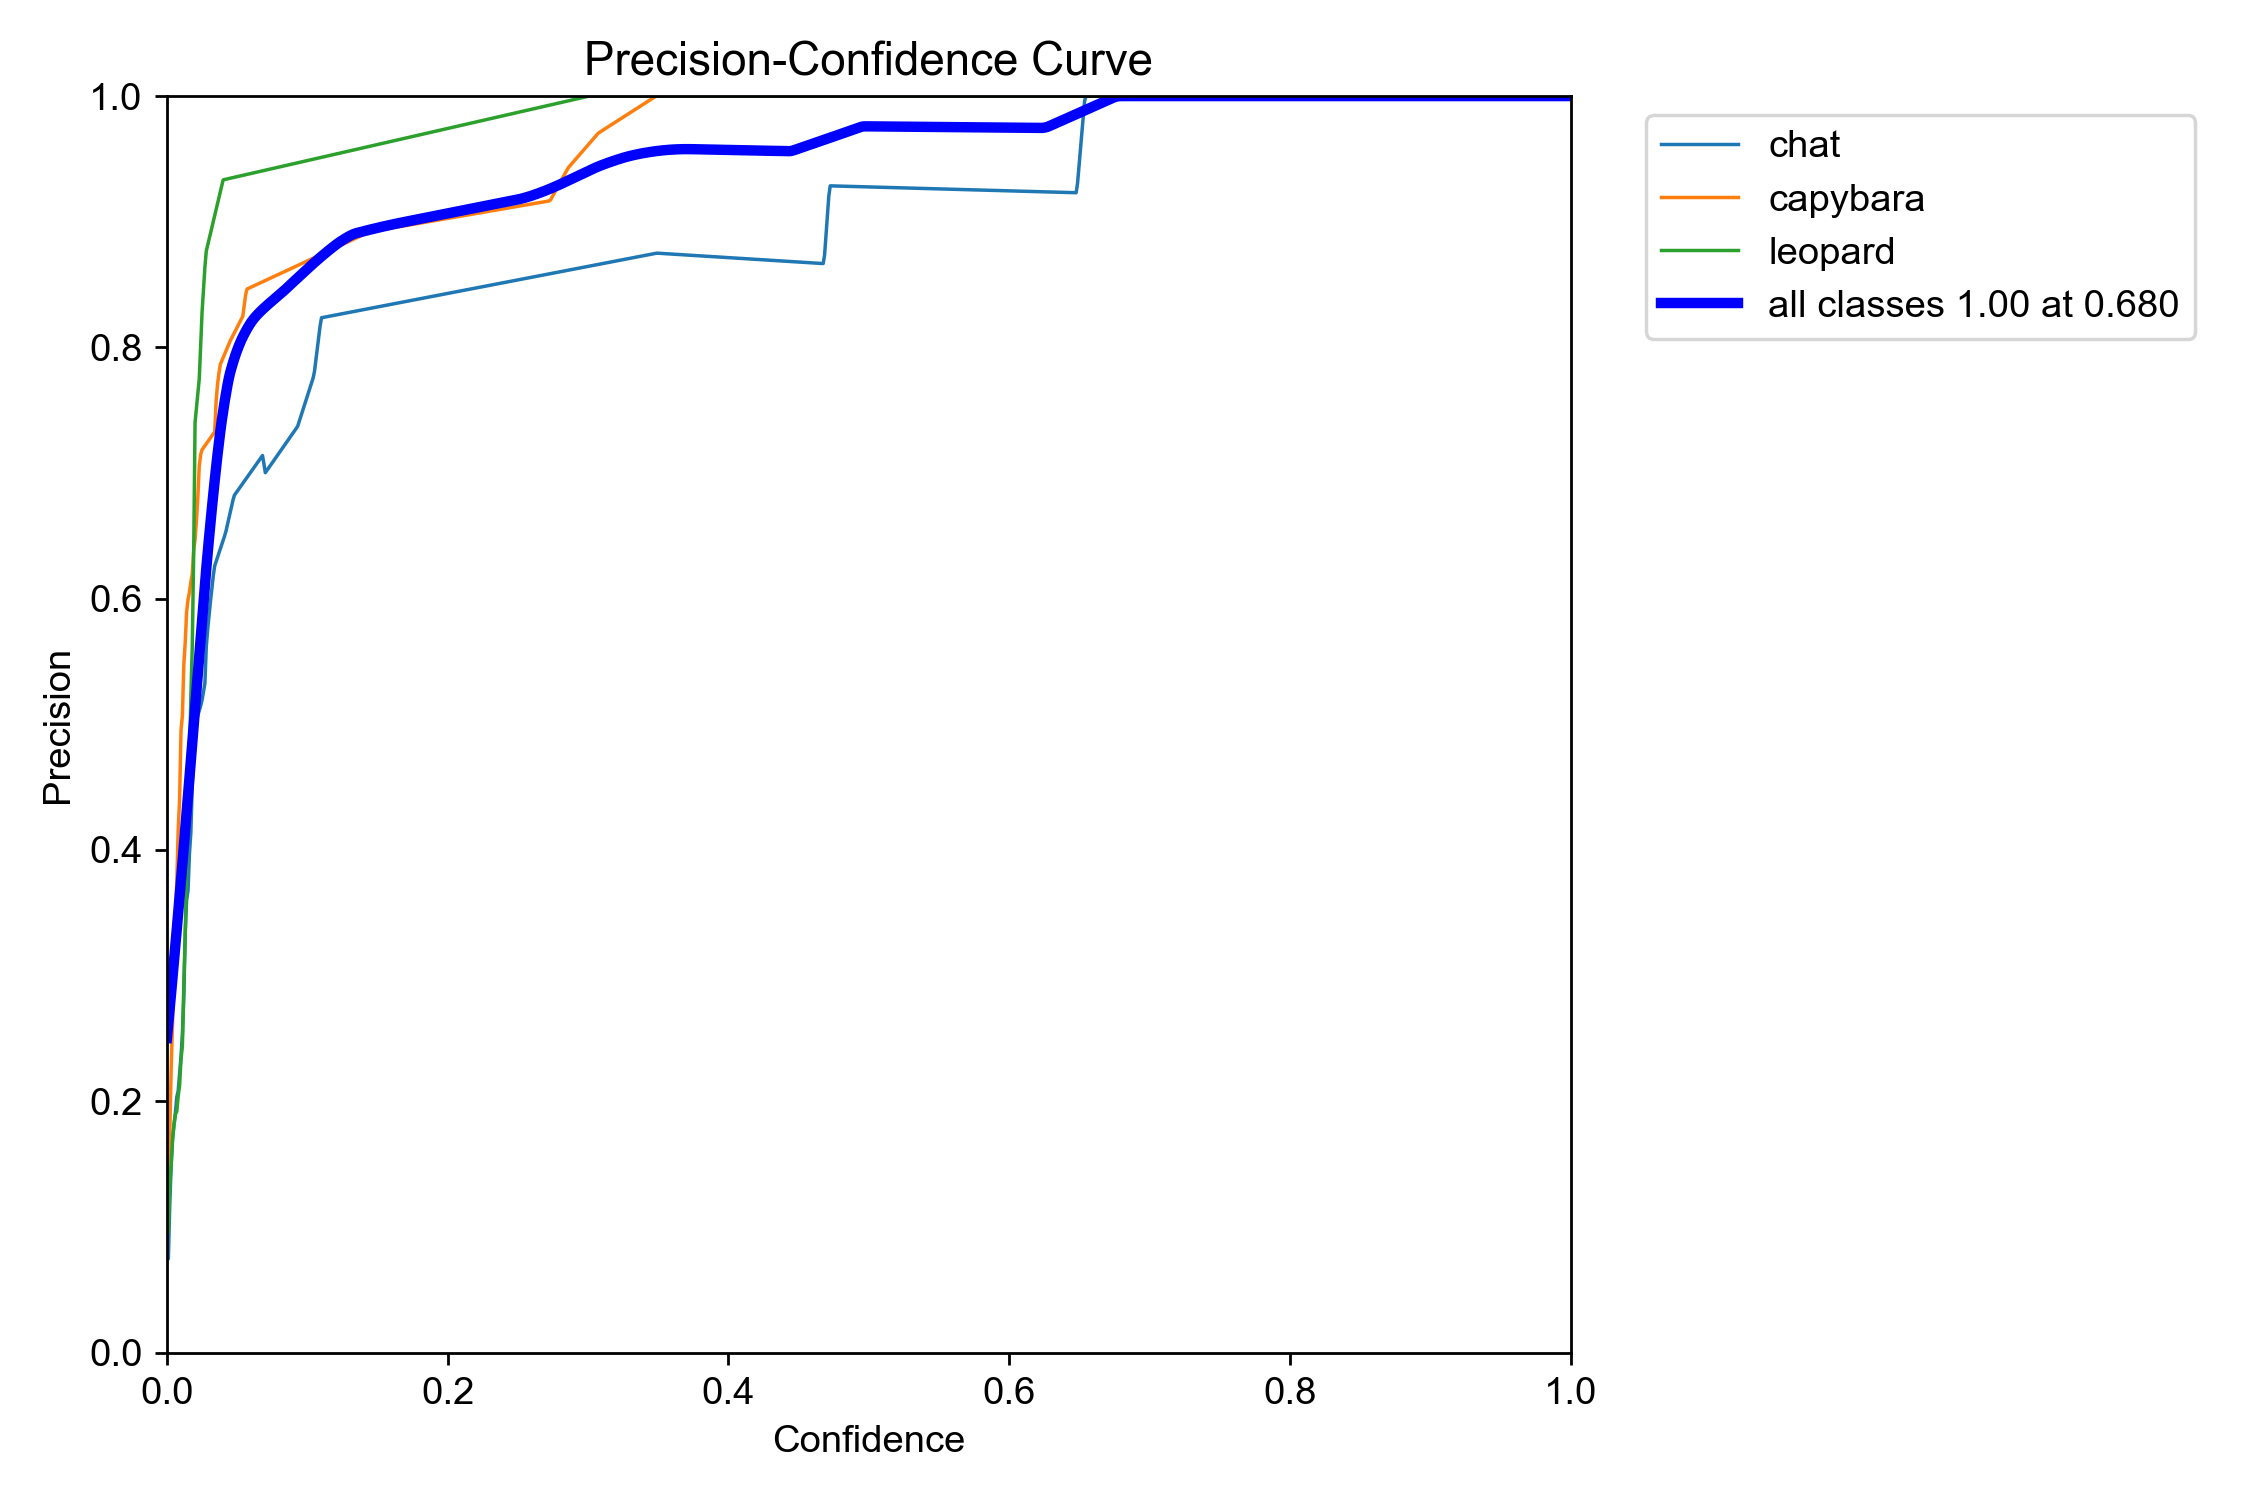 Precision-Confidence Curve
1.0
0.8
0.6
0.4
0.2
0.0
Precision
0.0 0.2 0.4 0.6 0.8 1.0
Confidence
chat
capybara
leopard
all classes 1.00 at 0.680